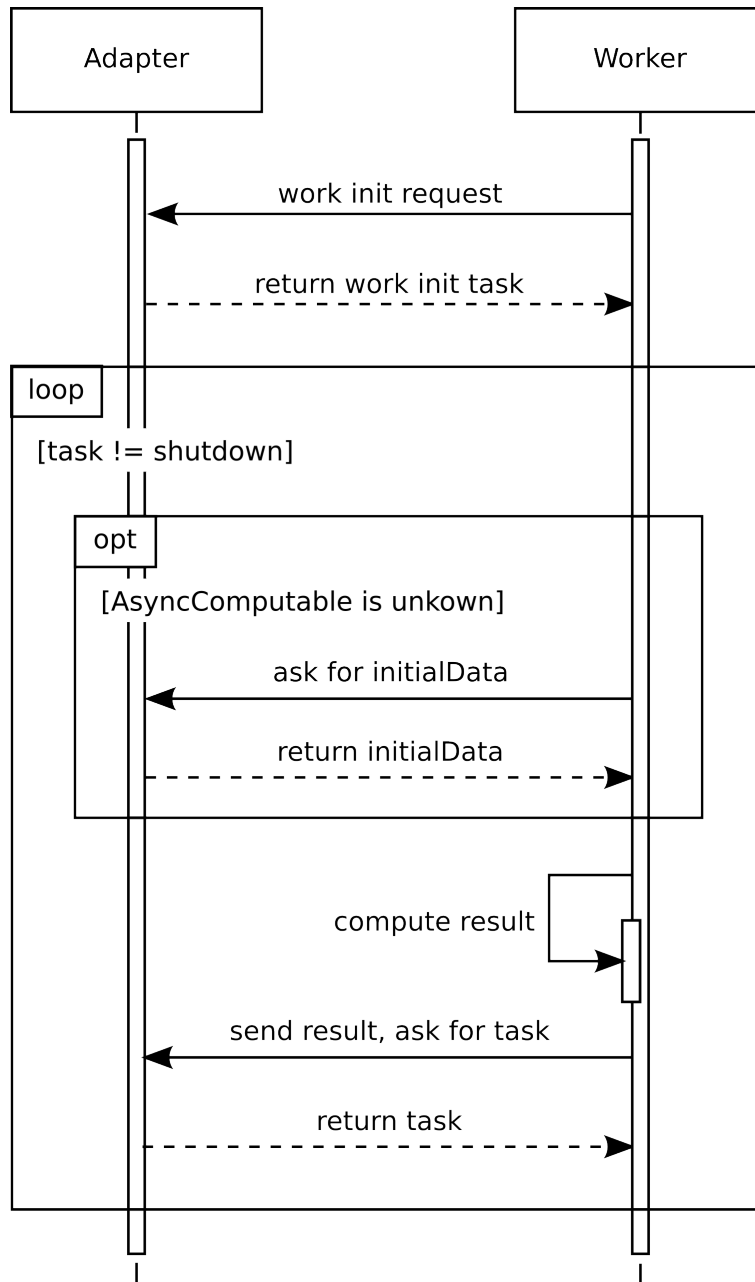 Adapter
Worker
work init request
return work init task
loop
[task != shutdown]
opt
[AsyncComputable is unkown]
ask for initialData
return initialData
compute result
send result, ask for task
return task